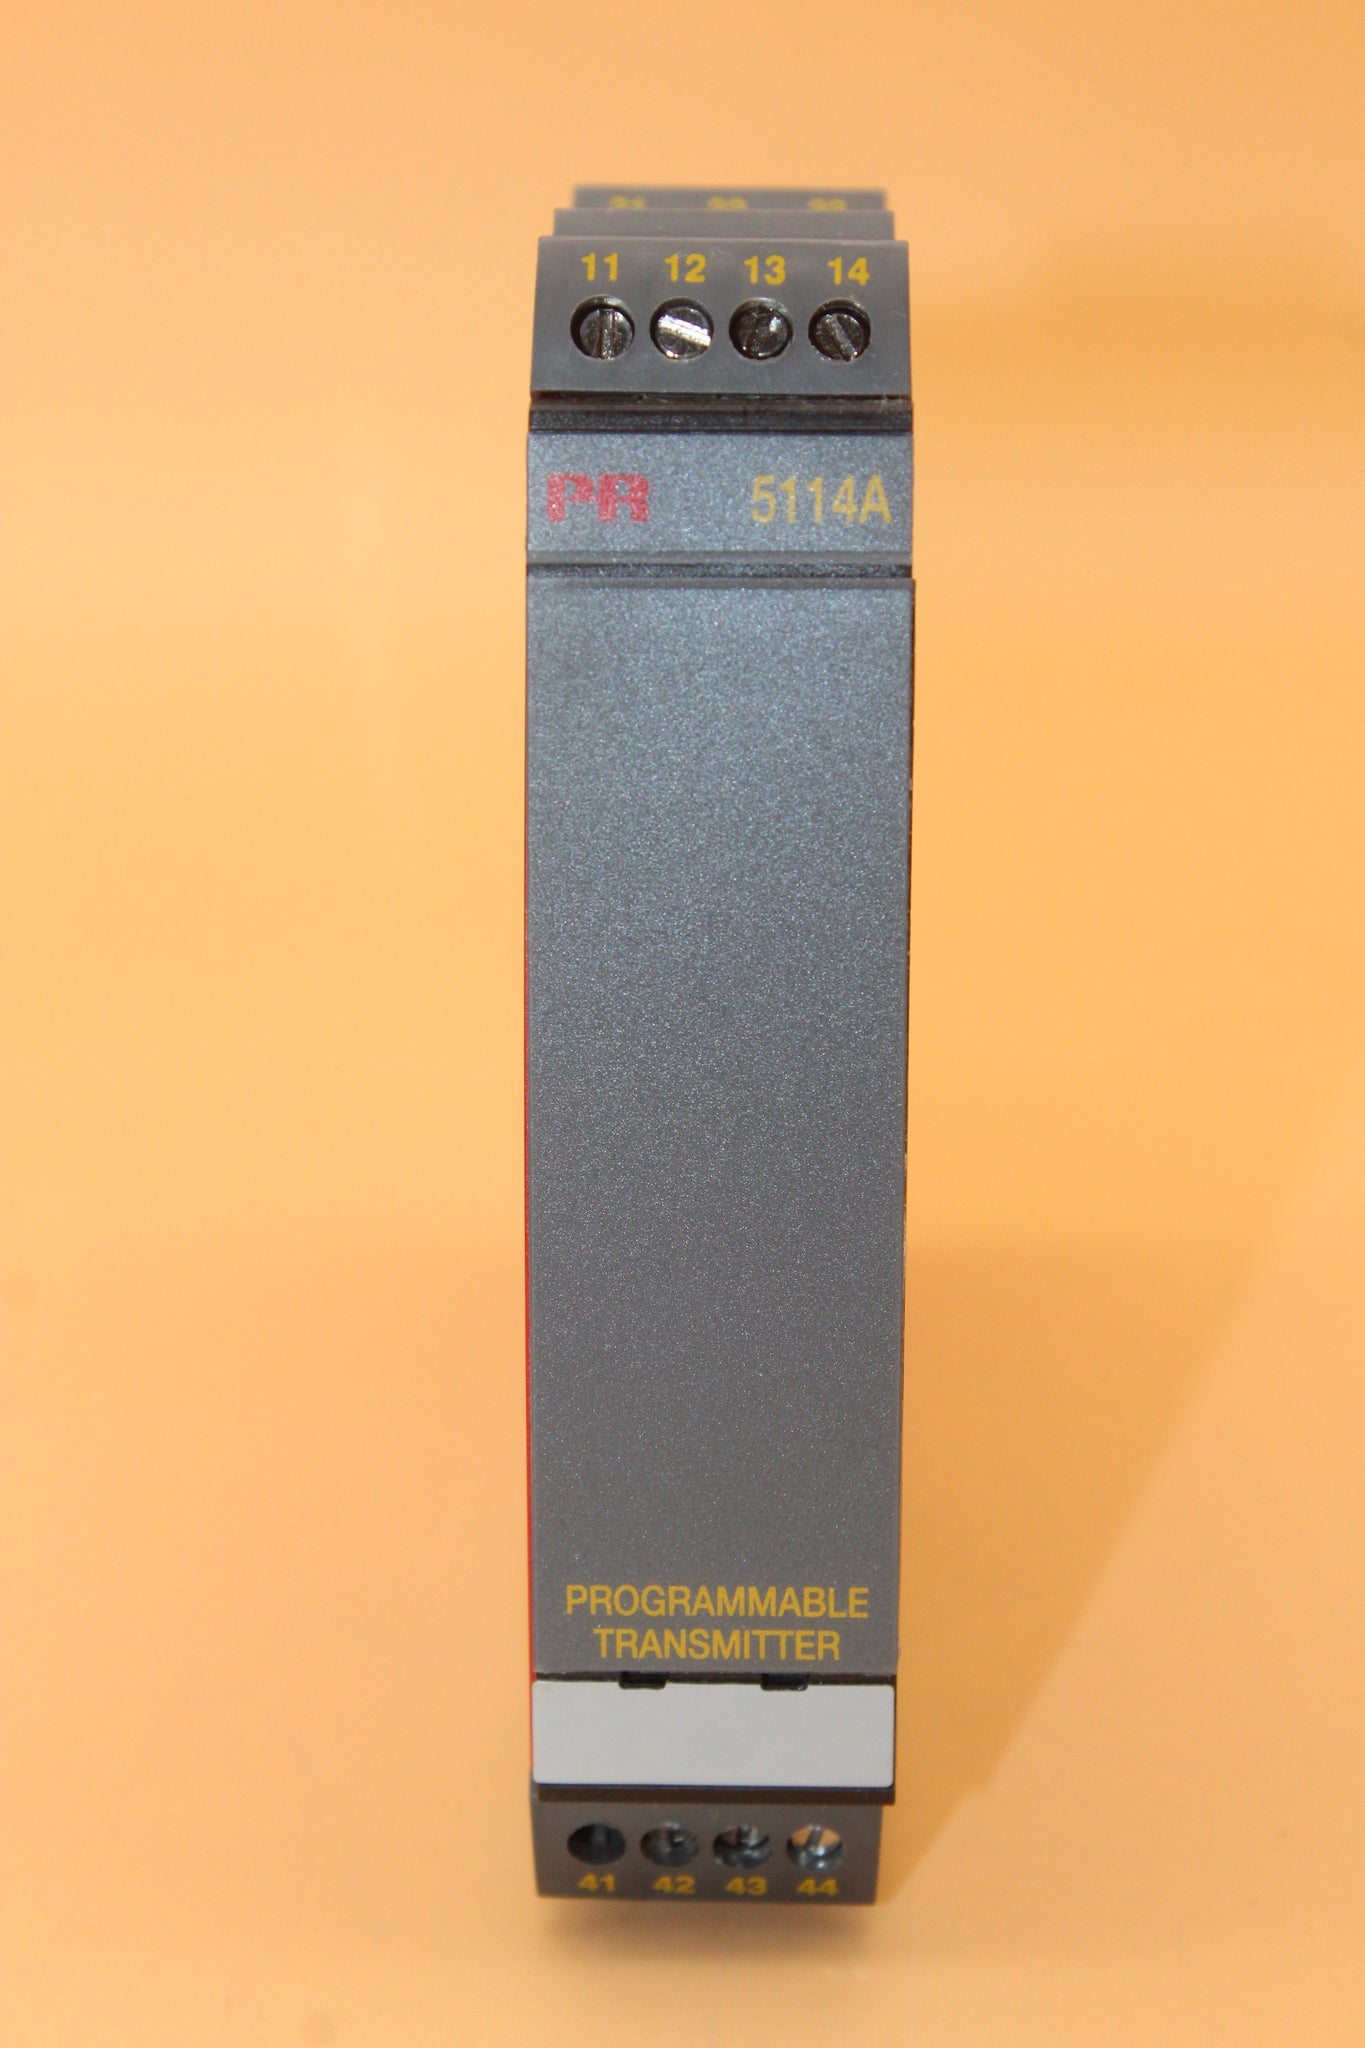 11 12 13 14
PR 5114A
PROGRAMMABLE
TRANSMITTER
41 42 43 44